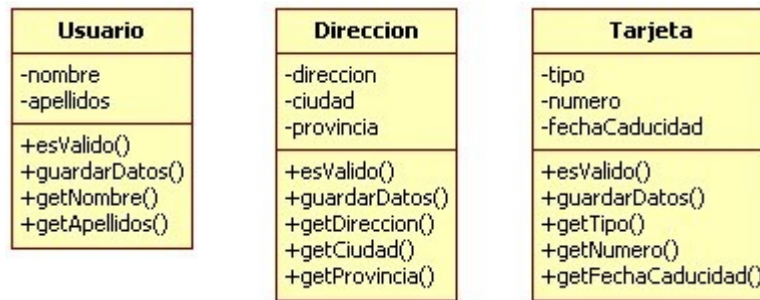 Usuario
-nombre
-apellidos
+esValido()
+guardarDatos()
+getNombre()
+getApellidos()
Direccion
-direccion
-ciudad
-provincia
+esValido()
+guardarDatos()
+getDireccion()
+getCiudad()
+getProvincia()
Tarjeta
-tipo
-numero
-fechaCaducidad
+esValido()
+guardarDatos()
+getTipo()
+getNumero()
+getFechaCaducidad()